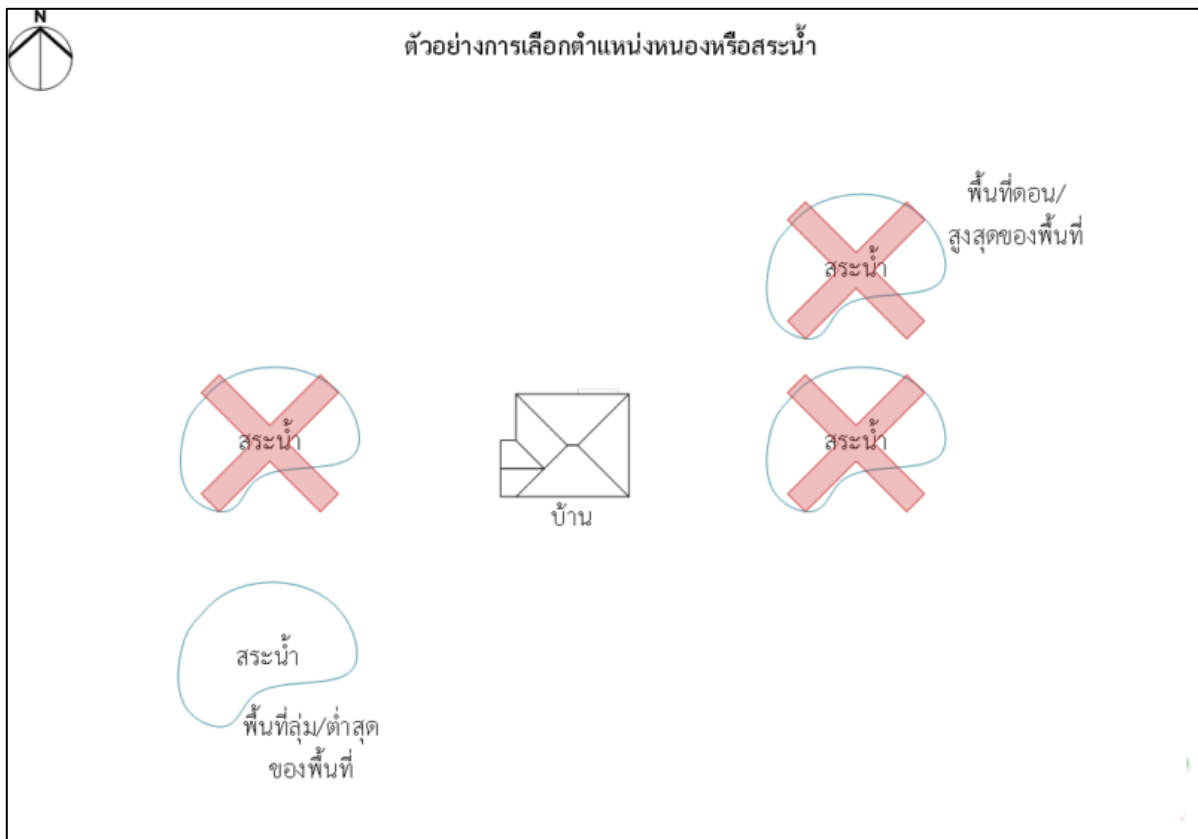 N
ตัวอย่างการเลือกตำแหน่งหนองหรือสระน้ำ
พื้นที่ดอน/
สูงสุดของพื้นที่
สระน้ำ
สระน้ำ
สระน้ำ
บ้าน
สระน้ำ
พื้นที่ลุ่ม/ต่ำสุด
ของพื้นที่